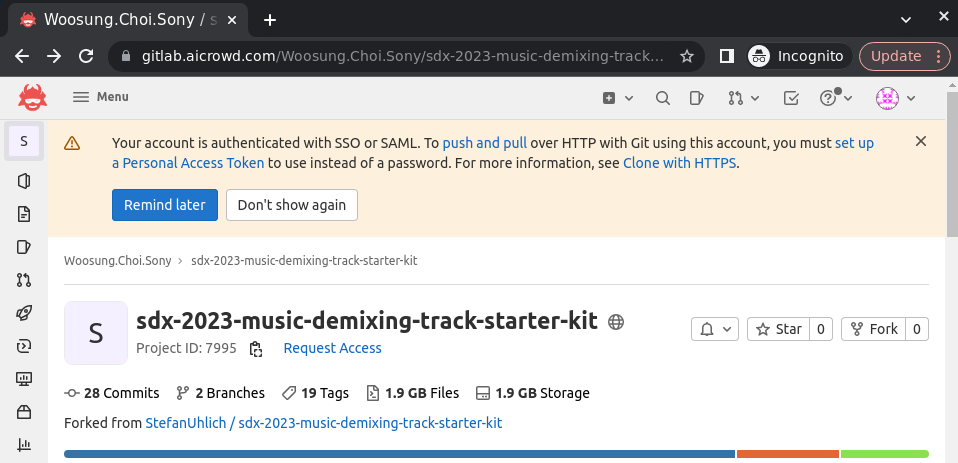 Woosung.Choi.Sony / s
gitlab.aicrowd.com/Woosung.Choi.Sony/sdx-2023-music-demixing-track... Incognito Update
Menu
S
Your account is authenticated with SSO or SAML. To push and pull over HTTP with Git using this account, you must set up
a Personal Access Token to use instead of a password. For more information, see Clone with HTTPS.
Remind later Don't show again
Woosung.Choi.Sony > sdx-2023-music-demixing-track-starter-kit
S
sdx-2023-music-demixing-track-starter-kit
Star 0 Fork 0
Project ID: 7995 Request Access
28 Commits 2 Branches 19 Tags 1.9 GB Files 1.9 GB Storage
Forked from StefanUhlich / sdx-2023-music-demixing-track-starter-kit